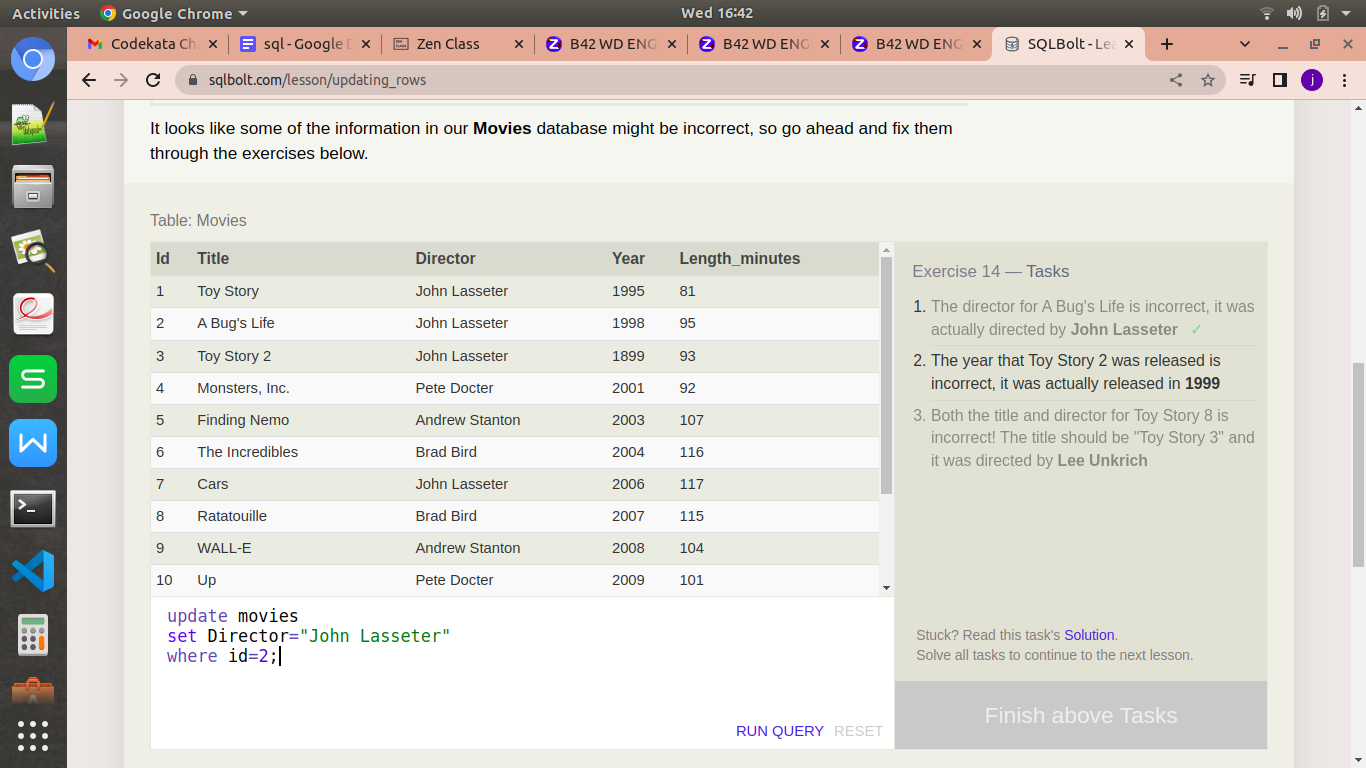 Activities Google Chrome Wed 16:42
Codekata Ch sql - Google D Zen Class B42 WD ENG B42 WD ENG B42 WD ENG SQLBolt - Lea
sqlbolt.com/lesson/updating_rows j
It looks like some of the information in our Movies database might be incorrect, so go ahead and fix them
through the exercises below.
Table: Movies
Id Title Director Year Length_minutes
1 Toy Story John Lasseter 1995 81
2 A Bug's Life John Lasseter 1998 95
3 Toy Story 2 John Lasseter 1899 93
4 Monsters, Inc. Pete Docter 2001 92
5 Finding Nemo Andrew Stanton 2003 107
6 The Incredibles Brad Bird 2004 116
7 Cars John Lasseter 2006 117
8 Ratatouille Brad Bird 2007 115
9 WALL-E Andrew Stanton 2008 104
10 Up Pete Docter 2009 101
update movies
set Director="John Lasseter"
where id=2;
RUN QUERY RESET
Exercise 14 — Tasks
1. The director for A Bug's Life is incorrect, it was
actually directed by John Lasseter ✓
2. The year that Toy Story 2 was released is
incorrect, it was actually released in 1999
3. Both the title and director for Toy Story 8 is
incorrect! The title should be "Toy Story 3" and
it was directed by Lee Unkrich
Stuck? Read this task's Solution.
Solve all tasks to continue to the next lesson.
Finish above Tasks